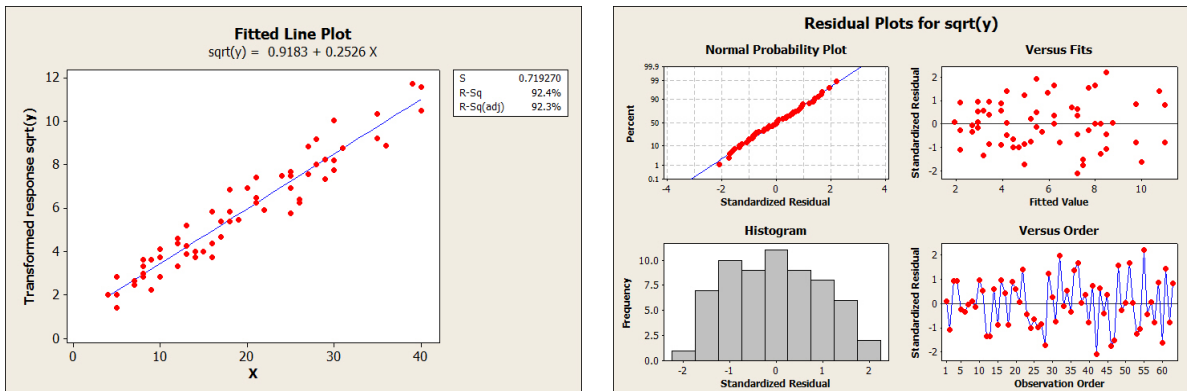 Fitted Line Plot
sqrt(y) = 0.9183 + 0.2526 X
S 0.719270
R-Sq 92.4%
R-Sq(adj) 92.3%
Transformed response sqrt(y)
12
10
8
6
4
2
0
0 10 20 30 40
X
Residual Plots for sqrt(y)
Normal Probability Plot
Percent
99.9
99
90
50
10
1
0.1
-4 -2 0 2 4
Standardized Residual
Versus Fits
Standardized Residual
2
1
0
-1
-2
2 4 6 8 10
Fitted Value
Histogram
Frequency
10.0
7.5
5.0
2.5
0.0
-2 -1 0 1 2
Standardized Residual
Versus Order
Standardized Residual
2
1
0
-1
-2
1 5 10 15 20 25 30 35 40 45 50 55 60
Observation Order